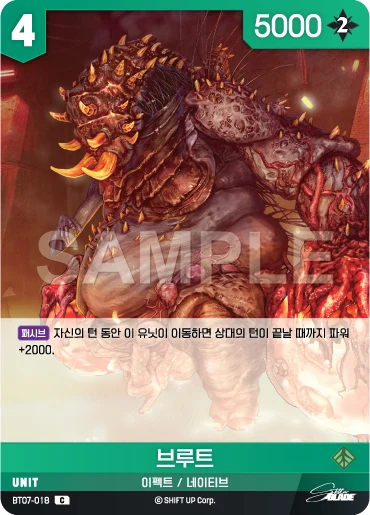 4
5000 2
SAMPLE
패시브 자신의 턴 동안 이 유닛이 이동하면 상대의 턴이 끝날 때까지 파워
+2000.
브루트
UNIT
이펙트 / 네이티브
BT07-018 C
© SHIFT UP Corp.
Stellar BLADE